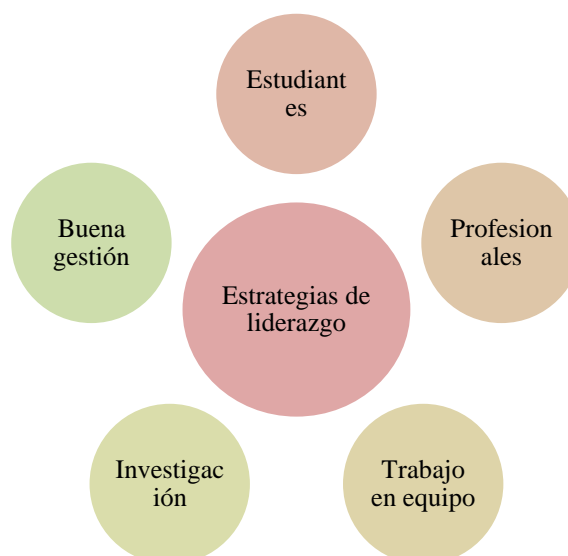 Estudiant
es
Profesion
ales
Trabajo
en equipo
Investigac
ión
Buena
gestión
Estrategias de
liderazgo